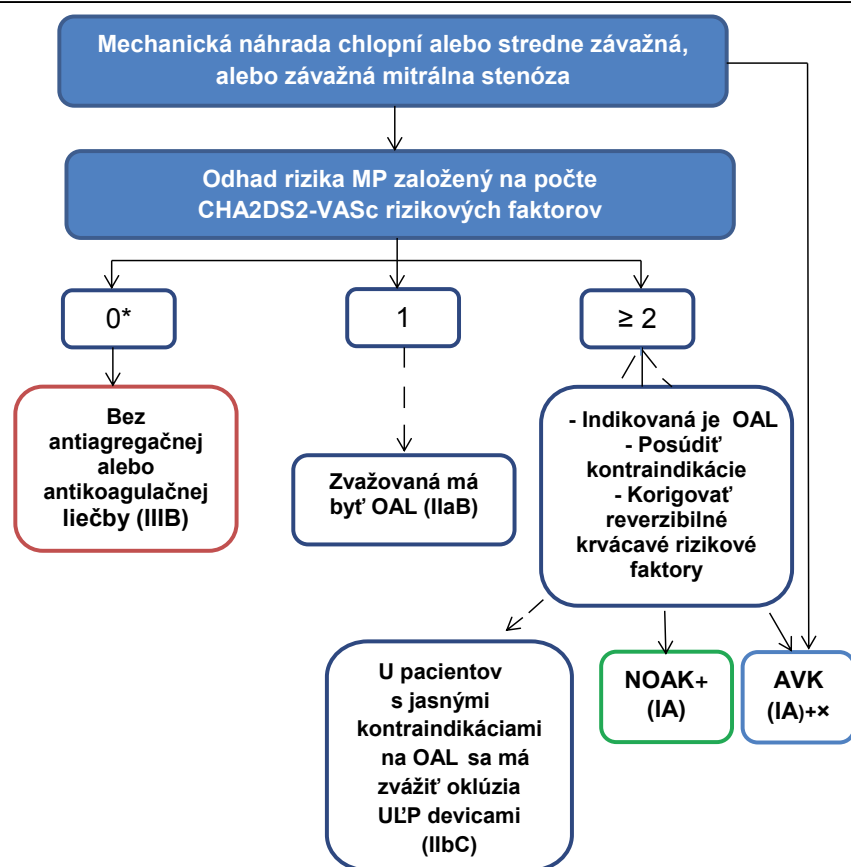 Mechanická náhrada chlopní alebo stredne závažná,
alebo závažná mitrálna stenóza
Odhad rizika MP založený na počte
CHA2DS2-VASc rizikových faktorov
0*
1
≥ 2
Bez
antiagregačnej
alebo
antikoagulačnej
liečby (IIIB)
Zvažovaná má
byť OAL (IIaB)
- Indikovaná je OAL
- Posúdiť
kontraindikácie
- Korigovať
reverzibilné
krvácavé rizikové
faktory
U pacientov
s jasnými
kontraindikáciami
na OAL sa má
zvážiť oklúzia
UĽP devicami
(IIbC)
NOAK+
(IA)
AVK
(IA)+×